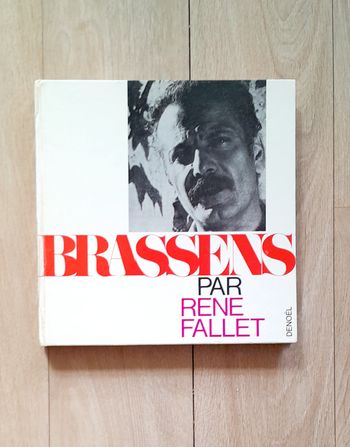 BRASSENS
PAR
RENE
FALLET
DENOËL